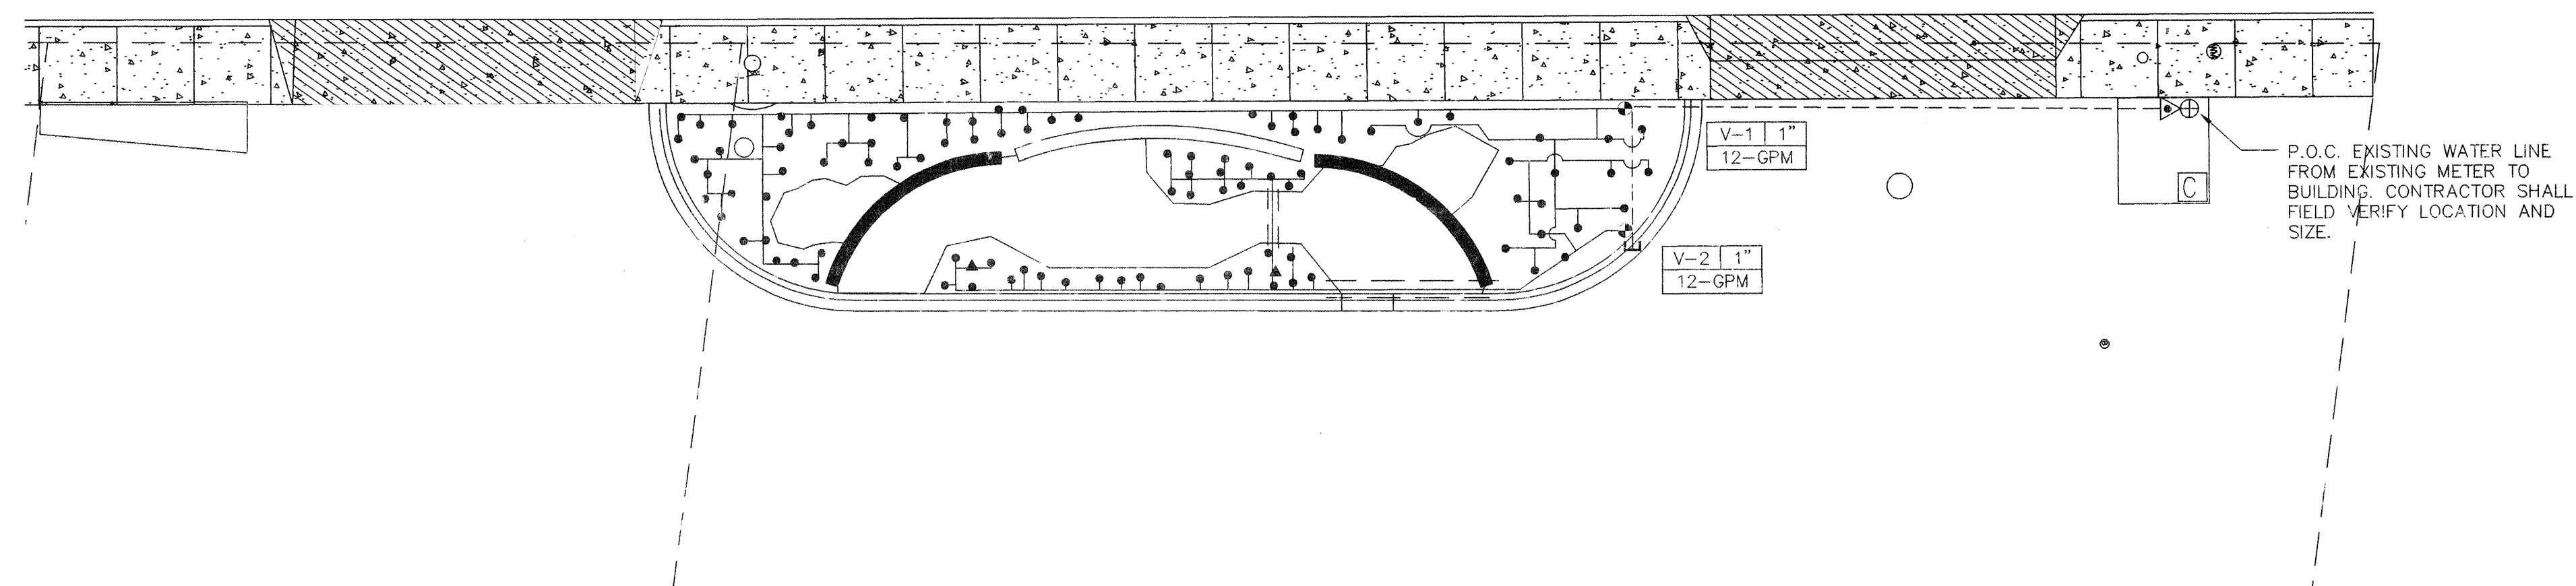 V-1 1"
12-GPM
V-2 1"
12-GPM
C
P.O.C. EXISTING WATER LINE
FROM EXISTING METER TO
BUILDING. CONTRACTOR SHALL
FIELD VERIFY LOCATION AND
SIZE.